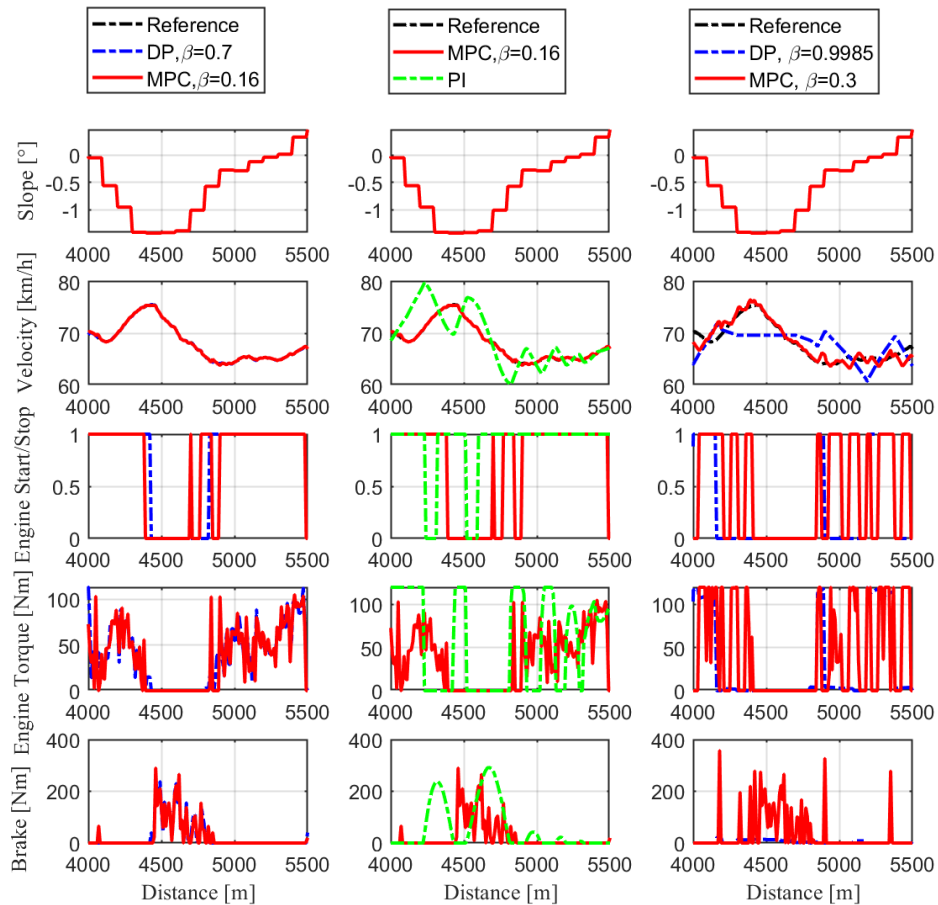 Reference
DP,β=0.7
MPC,β=0.16
Reference
MPC,β=0.16
PI
Reference
DP, β=0.9985
MPC, β=0.3
Slope [°]
0
-0.5
-1
4000 4500 5000 5500
0
-0.5
-1
4000 4500 5000 5500
0
-0.5
-1
4000 4500 5000 5500
Velocity [km/h]
80
70
60
4000 4500 5000 5500
80
70
60
4000 4500 5000 5500
80
70
60
4000 4500 5000 5500
Engine Start/Stop
1
0.5
0
4000 4500 5000 5500
1
0.5
0
4000 4500 5000 5500
1
0.5
0
4000 4500 5000 5500
Engine Torque [Nm]
100
50
0
4000 4500 5000 5500
100
50
0
4000 4500 5000 5500
100
50
0
4000 4500 5000 5500
Brake [Nm]
400
200
0
4000 4500 5000 5500
Distance [m]
400
200
0
4000 4500 5000 5500
Distance [m]
400
200
0
4000 4500 5000 5500
Distance [m]